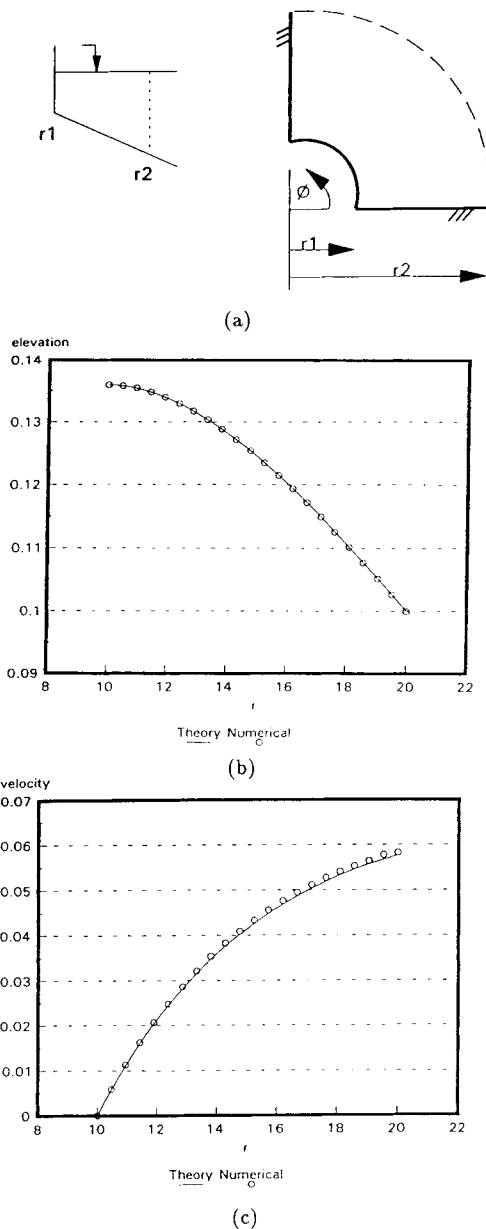 r1
r2
Ø
r1
r2
(a)
elevation
0.14
0.13
0.12
0.11
0.1
0.09
8 10 12 14 16 18 20 22
r
Theory Numerical
(b)
velocity
0.07
0.06
0.05
0.04
0.03
0.02
0.01
0
8 10 12 14 16 18 20 22
r
Theory Numerical
(c)